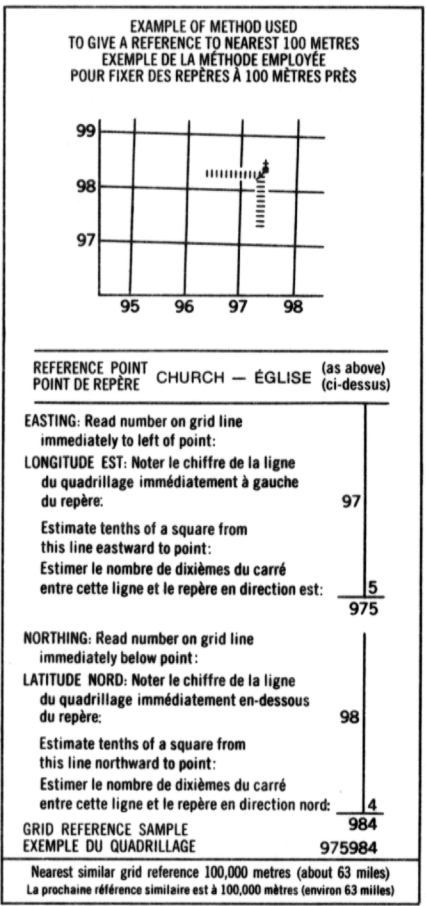 EXAMPLE OF METHOD USED
TO GIVE A REFERENCE TO NEAREST 100 METRES
EXEMPLE DE LA MÉTHODE EMPLOYÉE
POUR FIXER DES REPÈRES À 100 MÈTRES PRÈS
99
98
97
95 96 97 98
REFERENCE POINT
POINT DE REPÈRE
CHURCH — ÉGLISE
(as above)
(ci-dessus)
EASTING: Read number on grid line
immediately to left of point:
LONGITUDE EST: Noter le chiffre de la ligne
du quadrillage immédiatement à gauche
du repère: 97
Estimate tenths of a square from
this line eastward to point:
Estimer le nombre de dixièmes du carré
entre cette ligne et le repère en direction est: 5
975
NORTHING: Read number on grid line
immediately below point:
LATITUDE NORD: Noter le chiffre de la ligne
du quadrillage immédiatement en-dessous
du repère: 98
Estimate tenths of a square from
this line northward to point:
Estimer le nombre de dixièmes du carré
entre cette ligne et le repère en direction nord: 4
984
GRID REFERENCE SAMPLE
EXEMPLE DU QUADRILLAGE 975984
Nearest similar grid reference 100,000 metres (about 63 miles)
La prochaine référence similaire est à 100,000 mètres (environ 63 milles)